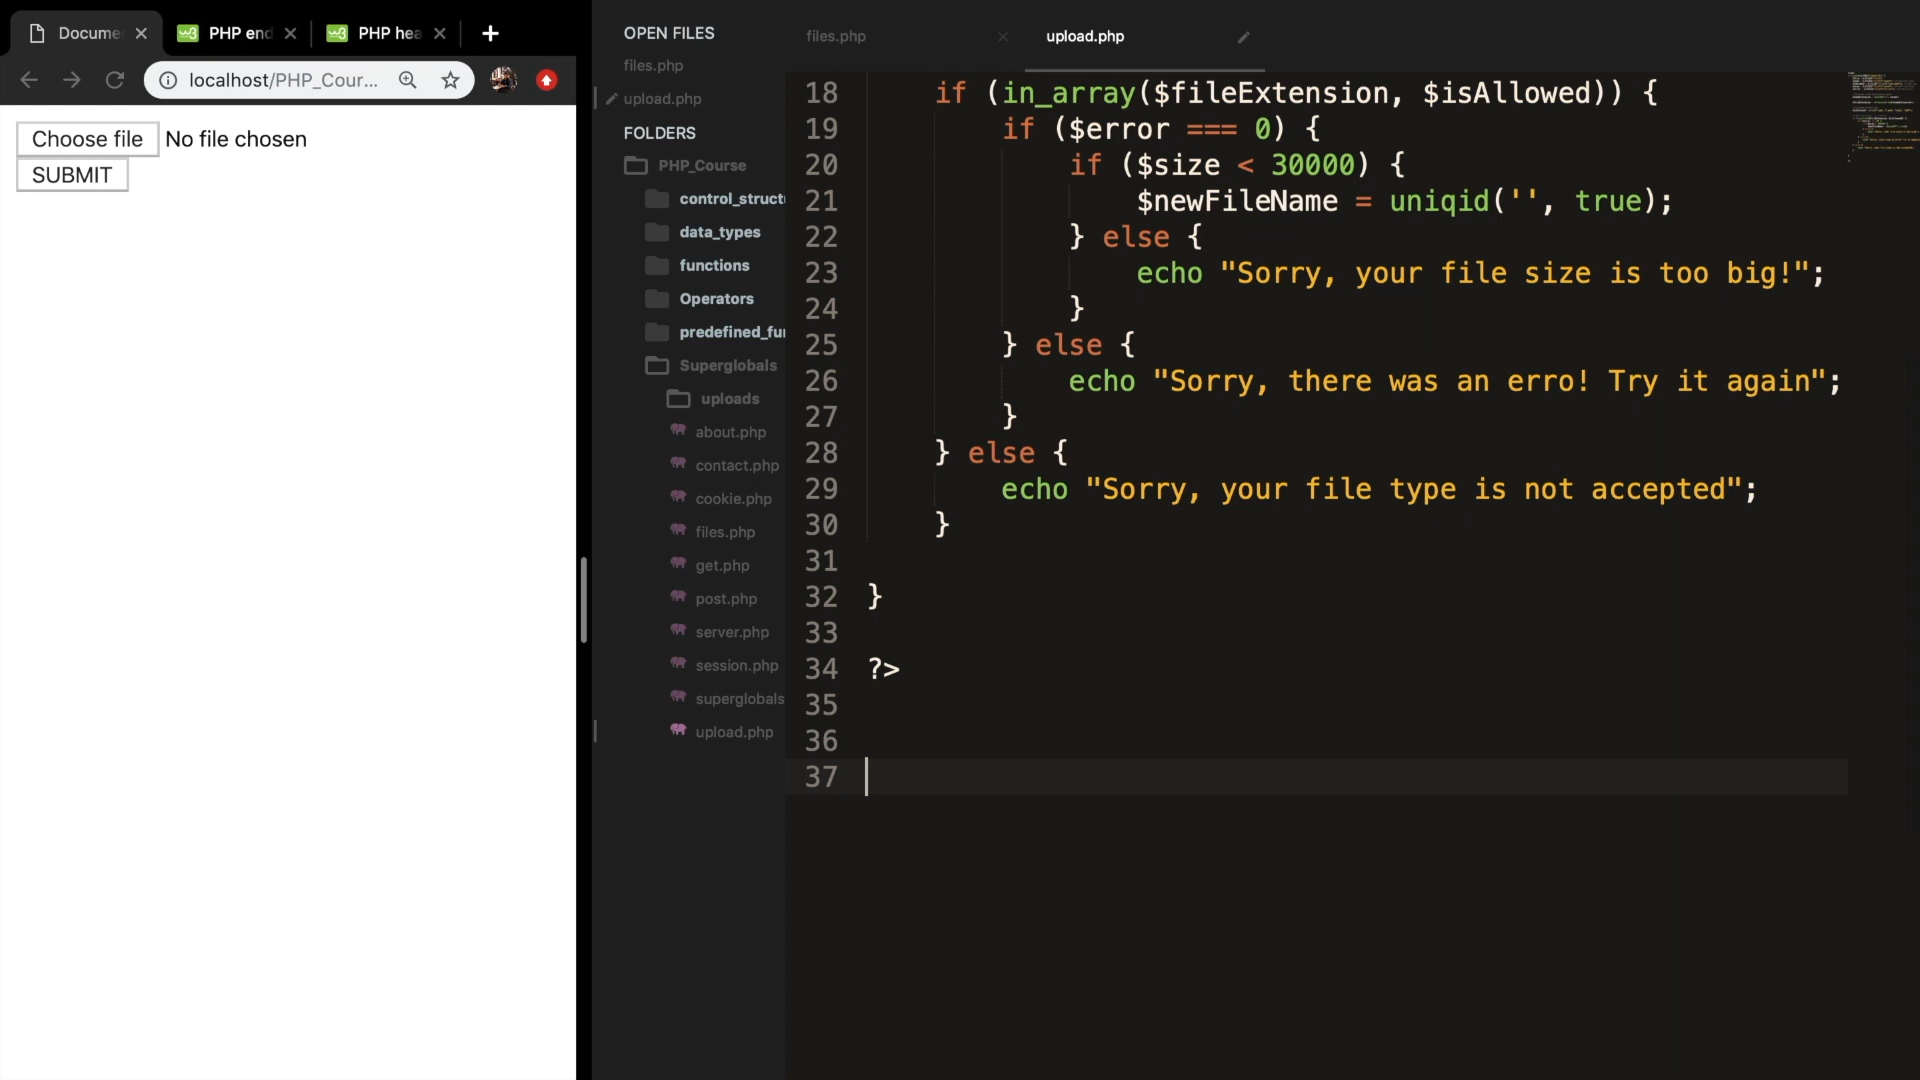 Docume
PHP end
PHP hea
localhost/PHP_Cour...
Choose file No file chosen
SUBMIT
OPEN FILES
files.php
upload.php
FOLDERS
PHP_Course
control_structu
data_types
functions
Operators
predefined_fun
Superglobals
uploads
about.php
contact.php
cookie.php
files.php
get.php
post.php
server.php
session.php
superglobals
upload.php
files.php
upload.php
18 if (in_array($fileExtension, $isAllowed)) {
19 if ($error === 0) {
20 if ($size < 30000) {
21 $newFileName = uniqid('', true);
22 } else {
23 echo "Sorry, your file size is too big!";
24 }
25 } else {
26 echo "Sorry, there was an erro! Try it again";
27 }
28 } else {
29 echo "Sorry, your file type is not accepted";
30 }
31
32 }
33
34 ?>
35
36
37